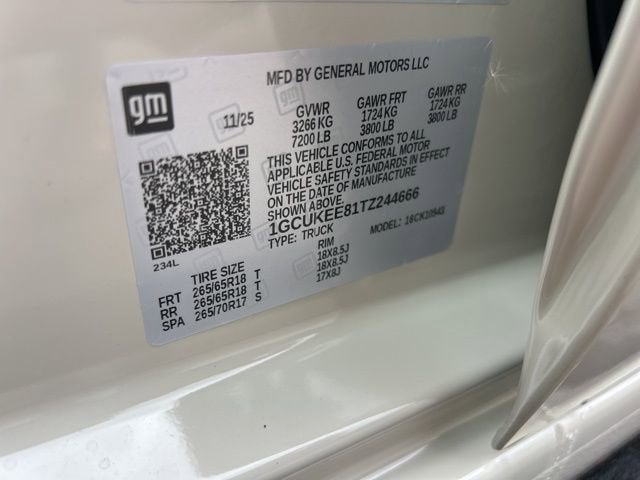 MFD BY GENERAL MOTORS LLC
gm
11/25
GVWR GAWR FRT GAWR RR
3266 KG 1724 KG 1724 KG
7200 LB 3800 LB 3800 LB
THIS VEHICLE CONFORMS TO ALL
APPLICABLE U.S. FEDERAL MOTOR
VEHICLE SAFETY STANDARDS IN EFFECT
ON THE DATE OF MANUFACTURE
SHOWN ABOVE.
1GCUKEE81TZ244666
TYPE: TRUCK MODEL: 16CK10543
234L
TIRE SIZE RIM
FRT 265/65R18 T 18X8.5J
RR 265/65R18 T 18X8.5J
SPA 265/70R17 S 17X8J